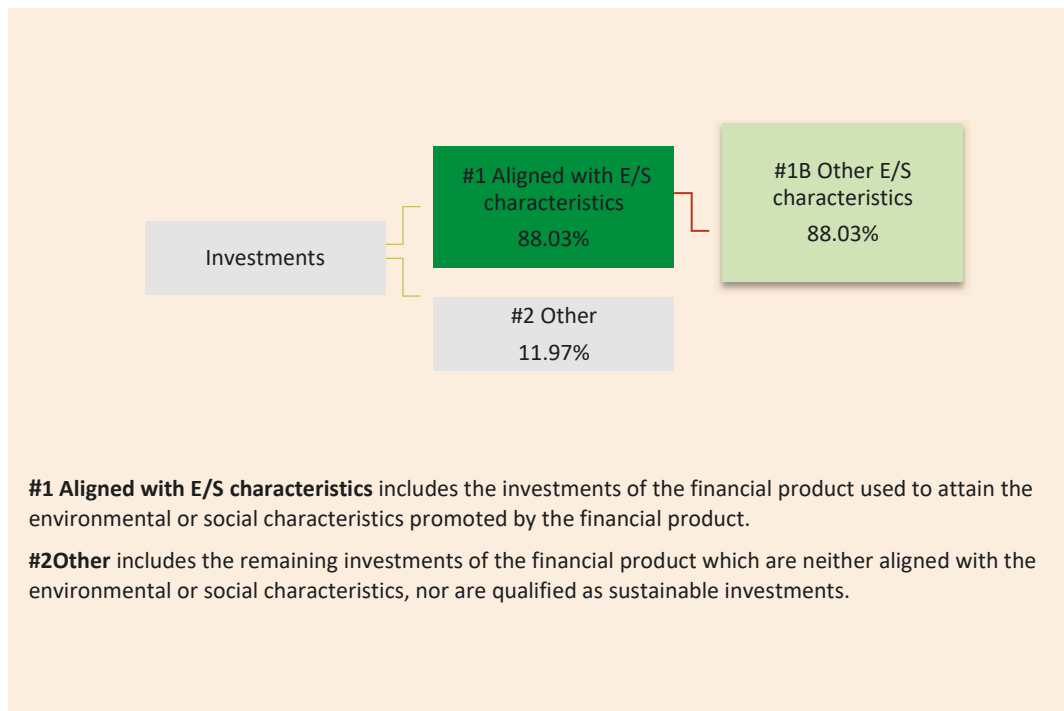 #1 Aligned with E/S
characteristics
88.03%
#1B Other E/S
characteristics
88.03%
Investments
#2 Other
11.97%
#1 Aligned with E/S characteristics includes the investments of the financial product used to attain the
environmental or social characteristics promoted by the financial product.
#2Other includes the remaining investments of the financial product which are neither aligned with the
environmental or social characteristics, nor are qualified as sustainable investments.